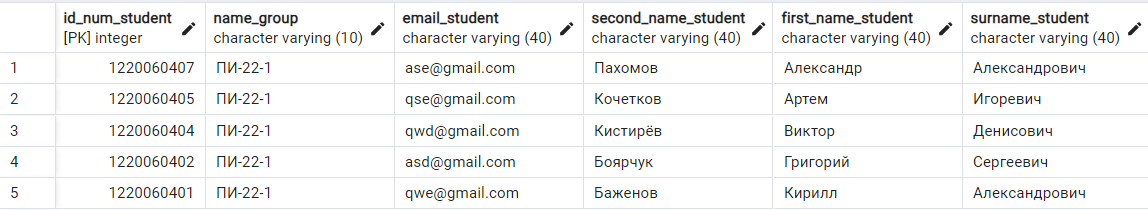 id_num_student name_group email_student second_name_student first_name_student surname_student
[PK] integer character varying (10) character varying (40) character varying (40) character varying (40) character varying (40)
1 1220060407 ПИ-22-1 ase@gmail.com Пахомов Александр Александрович
2 1220060405 ПИ-22-1 qse@gmail.com Кочетков Артем Игоревич
3 1220060404 ПИ-22-1 qwd@gmail.com Кистирёв Виктор Денисович
4 1220060402 ПИ-22-1 asd@gmail.com Боярчук Григорий Сергеевич
5 1220060401 ПИ-22-1 qwe@gmail.com Баженов Кирилл Александрович